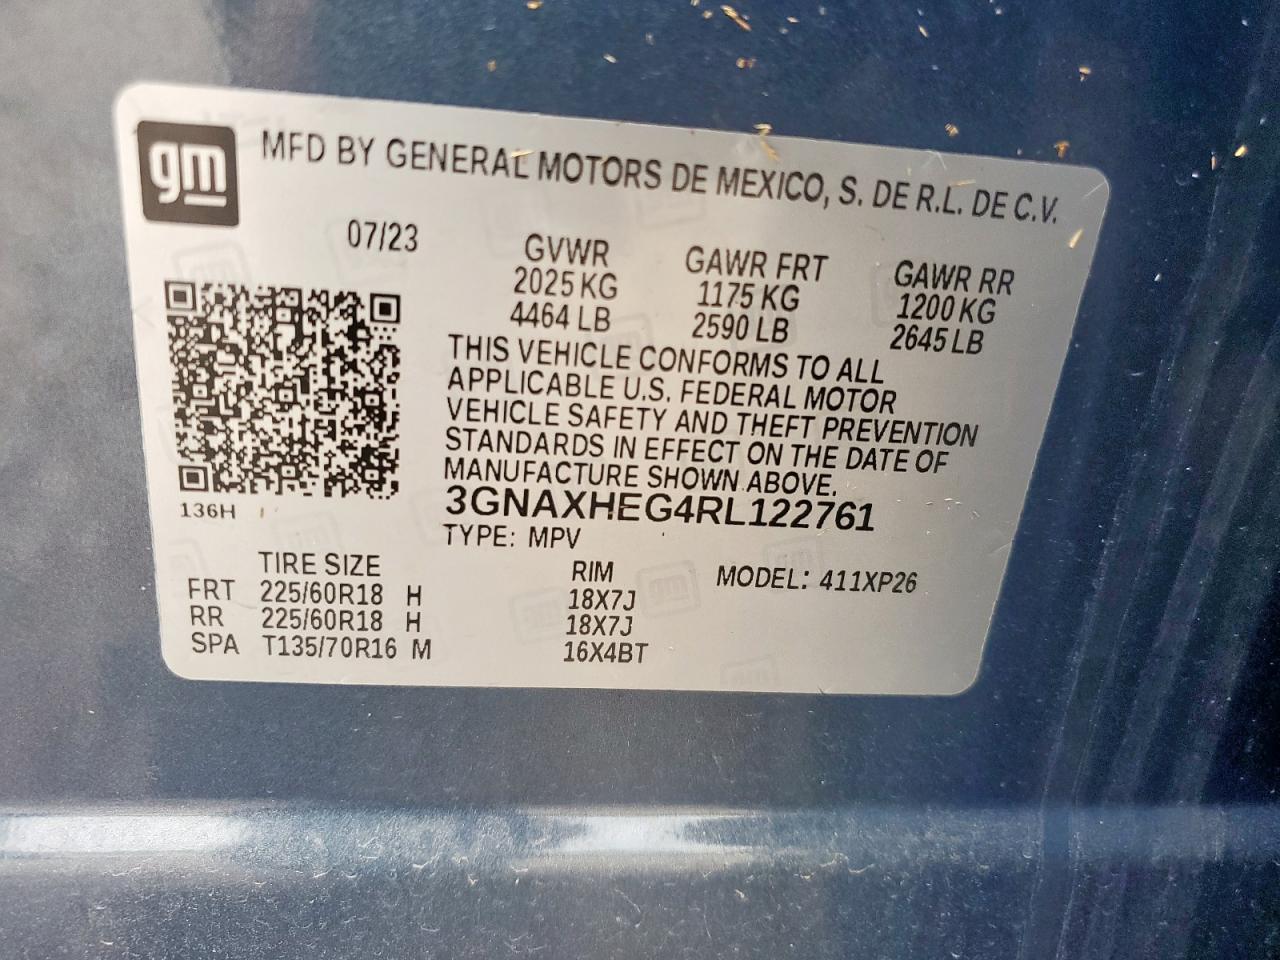 gm
MFD BY GENERAL MOTORS DE MEXICO, S. DE R.L. DE C.V.
07/23
GVWR GAWR FRT GAWR RR
2025 KG 1175 KG 1200 KG
4464 LB 2590 LB 2645 LB
THIS VEHICLE CONFORMS TO ALL
APPLICABLE U.S. FEDERAL MOTOR
VEHICLE SAFETY AND THEFT PREVENTION
STANDARDS IN EFFECT ON THE DATE OF
MANUFACTURE SHOWN ABOVE.
136H
3GNAXHEG4RL122761
TYPE: MPV
TIRE SIZE RIM MODEL: 411XP26
FRT 225/60R18 H 18X7J
RR 225/60R18 H 18X7J
SPA T135/70R16 M 16X4BT